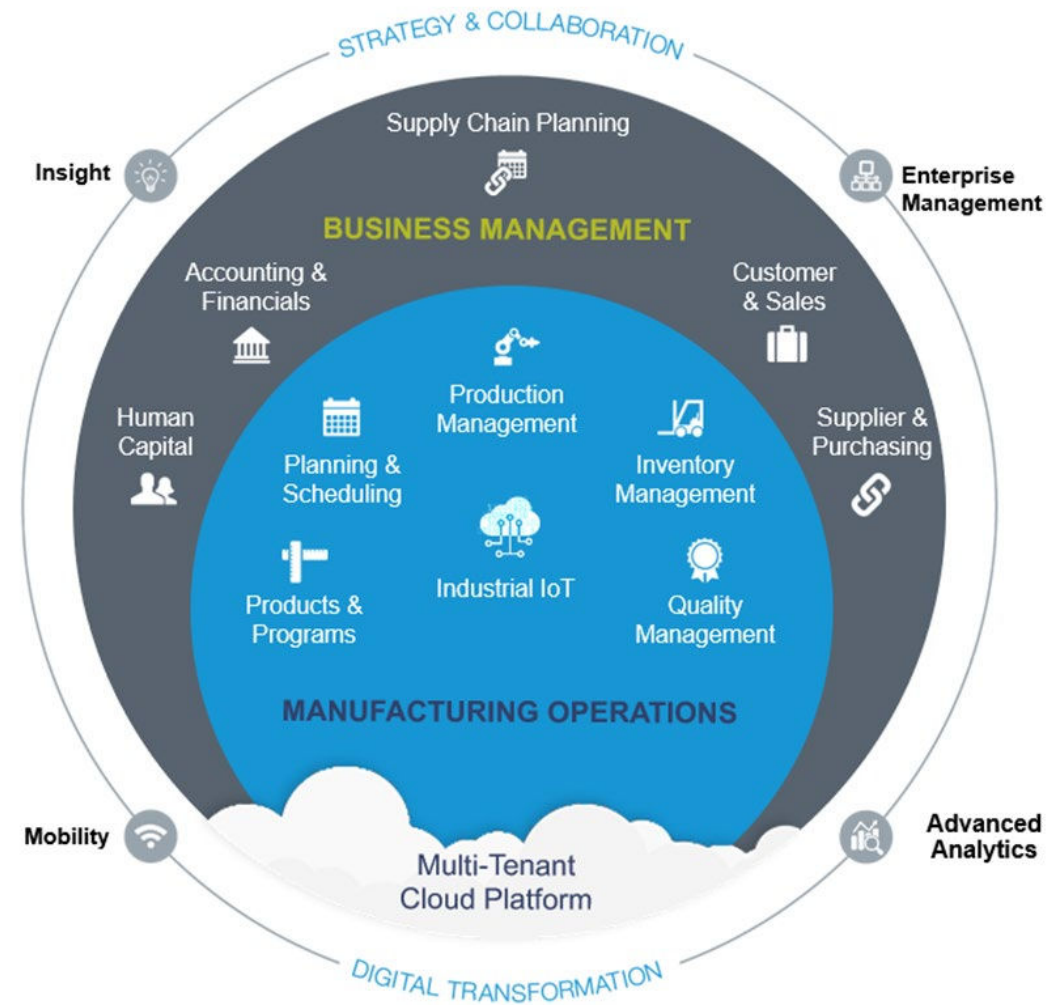 STRATEGY & COLLABORATION
Supply Chain Planning
Insight
Enterprise
Management
BUSINESS MANAGEMENT
Accounting &
Financials
Customer
& Sales
Production
Management
Human
Capital
Supplier &
Purchasing
Planning &
Scheduling
Inventory
Management
Industrial IoT
Products &
Programs
Quality
Management
MANUFACTURING OPERATIONS
Mobility
Advanced
Analytics
Multi-Tenant
Cloud Platform
DIGITAL TRANSFORMATION